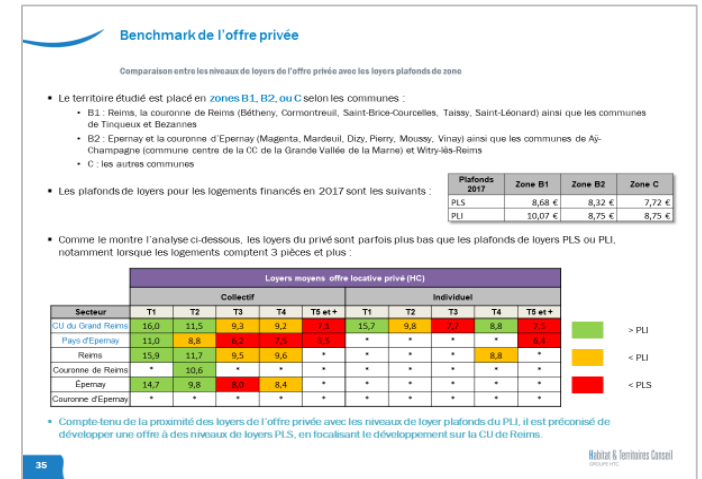 Benchmark de l'offre privée
Comparaison entre les niveaux de loyers de l'offre privée avec les loyers plafonds de zone
▪ Le territoire étudié est placé en zones B1, B2, ou C selon les communes :
• B1 : Reims, la couronne de Reims (Bétheny, Cormontreuil, Saint-Brice-Courcelles, Taissy, Saint-Léonard) ainsi que les communes
de Tinqueux et Bezannes
• B2 : Epernay et la couronne d'Epernay (Magenta, Mardeuil, Dizy, Pierry, Moussy, Vinay) ainsi que les communes de Aÿ-
Champagne (commune centre de la CC de la Grande Vallée de la Marne) et Witry-lès-Reims
• C : les autres communes
▪ Les plafonds de loyers pour les logements financés en 2017 sont les suivants :
Plafonds 2017 Zone B1 Zone B2 Zone C
PLS 8,68 € 8,32 € 7,72 €
PLI 10,07 € 8,75 € 8,75 €
▪ Comme le montre l'analyse ci-dessous, les loyers du privé sont parfois plus bas que les plafonds de loyers PLS ou PLI,
notamment lorsque les logements comptent 3 pièces et plus :
Loyers moyens offre locative privé (HC)
Collectif Individuel
Secteur T1 T2 T3 T4 T5 et + T1 T2 T3 T4 T5 et +
CU du Grand Reims 16,0 11,5 9,3 9,2 7,1 15,7 9,8 7,7 8,8 7,5
Pays d'Epernay 11,0 8,8 6,2 7,5 5,5 * * * * 6,4
Reims 15,9 11,7 9,5 9,6 * * * * 8,8 *
Couronne de Reims * 10,6 * * * * * * * *
Épernay 14,7 9,8 8,0 8,4 * * * * * *
Couronne d'Epernay * * * * * * * * * *
> PLI
< PLI
< PLS
▪ Compte-tenu de la proximité des loyers de l'offre privée avec les niveaux de loyer plafonds du PLI, il est préconisé de
développer une offre à des niveaux de loyers PLS, en focalisant le développement sur la CU de Reims.
35
Habitat & Territoires Conseil
GROUPE HTC